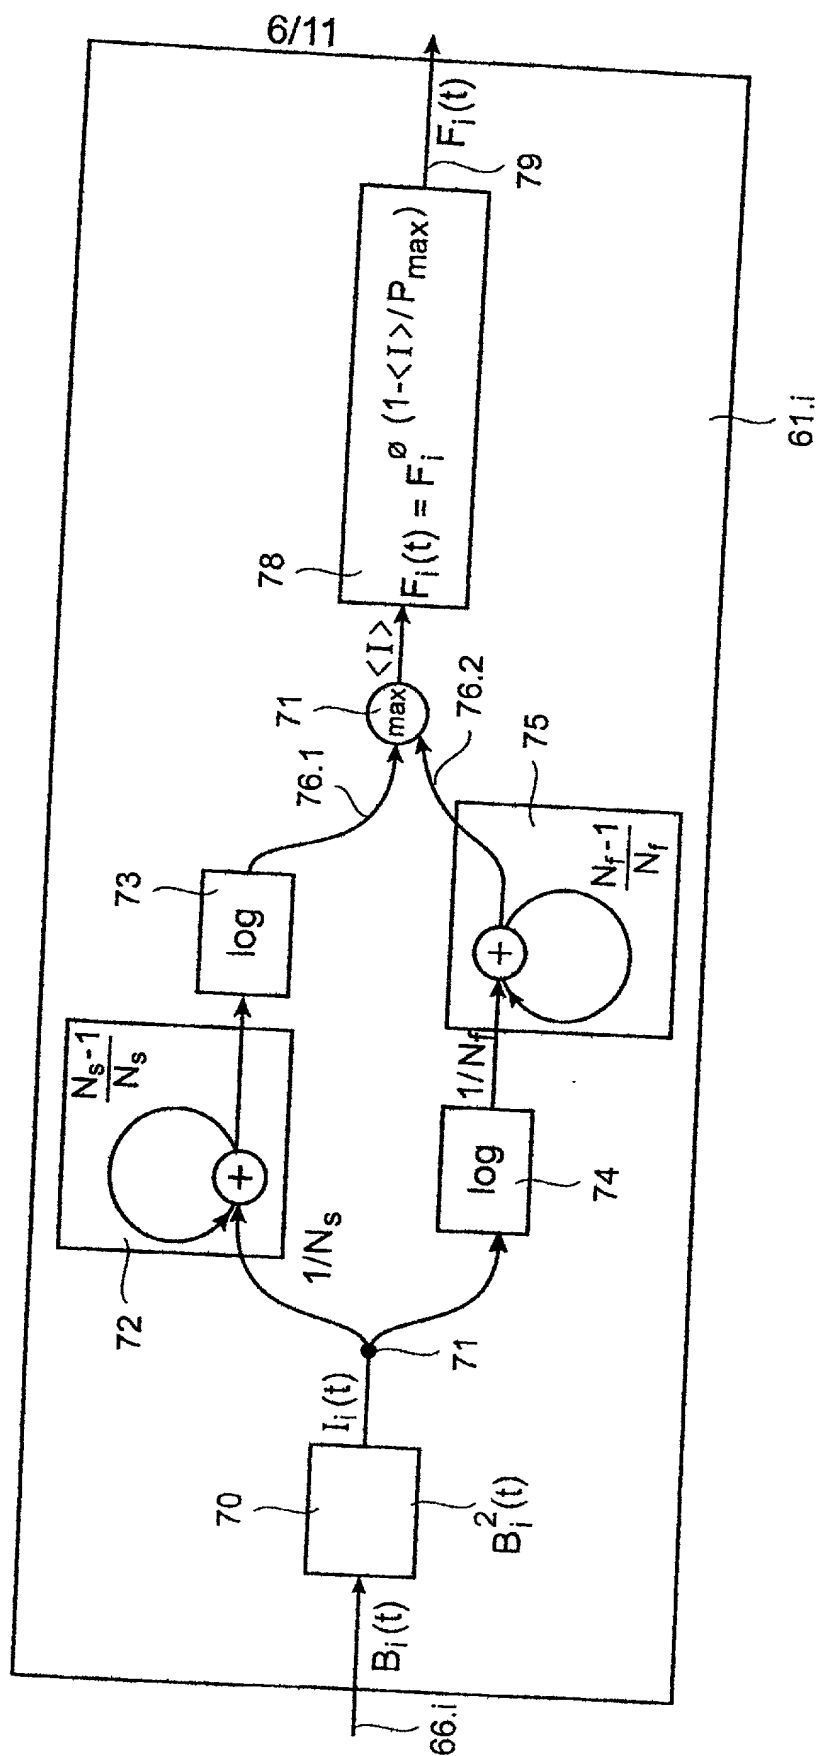 6/11
66.i
B_i(t)
70
B_i^2(t)
I_i(t)
71
72
1/N_s
N_s-1
N_s
+
73
log
74
log
1/N_f
75
+
N_f-1
N_f
76.1
76.2
71
max
<I>
78
F_i(t) = F_i^ø (1-<I>/P_max)
79
F_i(t)
61.i